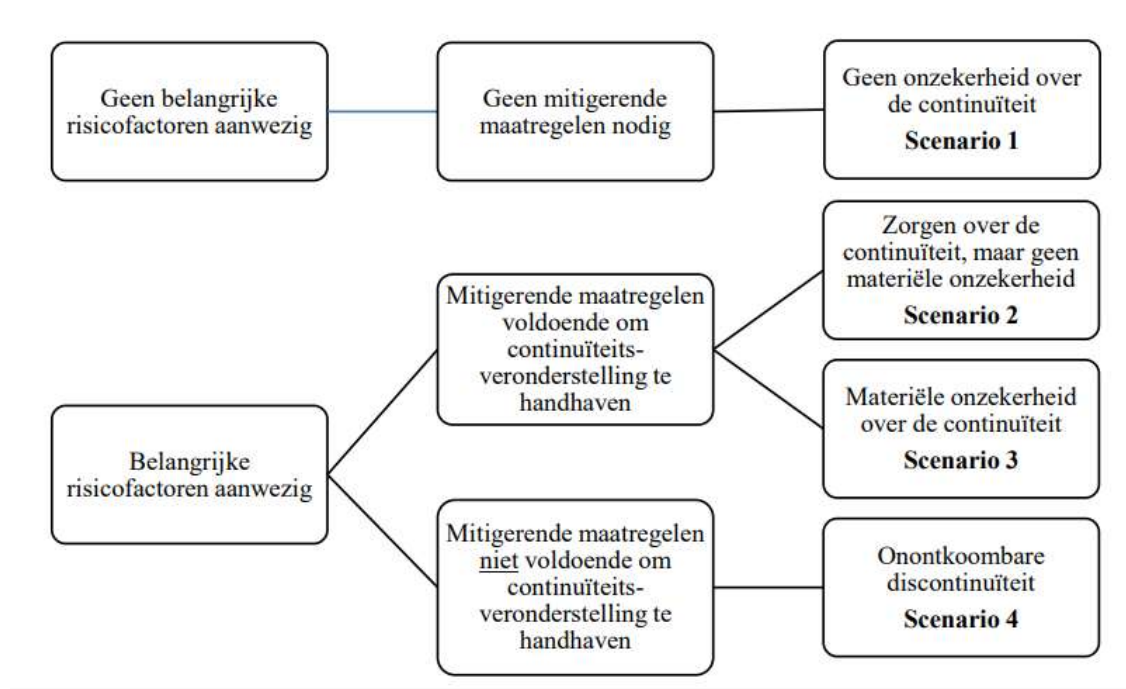 Geen belangrijke
risicofactoren aanwezig
Geen mitigerende
maatregelen nodig
Geen onzekerheid over
de continuïteit
Scenario 1
Belangrijke
risicofactoren aanwezig
Mitigerende maatregelen
voldoende om
continuïteits-
veronderstelling te
handhaven
Zorgen over de
continuïteit, maar geen
materiële onzekerheid
Scenario 2
Materiële onzekerheid
over de continuïteit
Scenario 3
Mitigerende maatregelen
niet voldoende om
continuïteits-
veronderstelling te
handhaven
Onontkoombare
discontinuïteit
Scenario 4